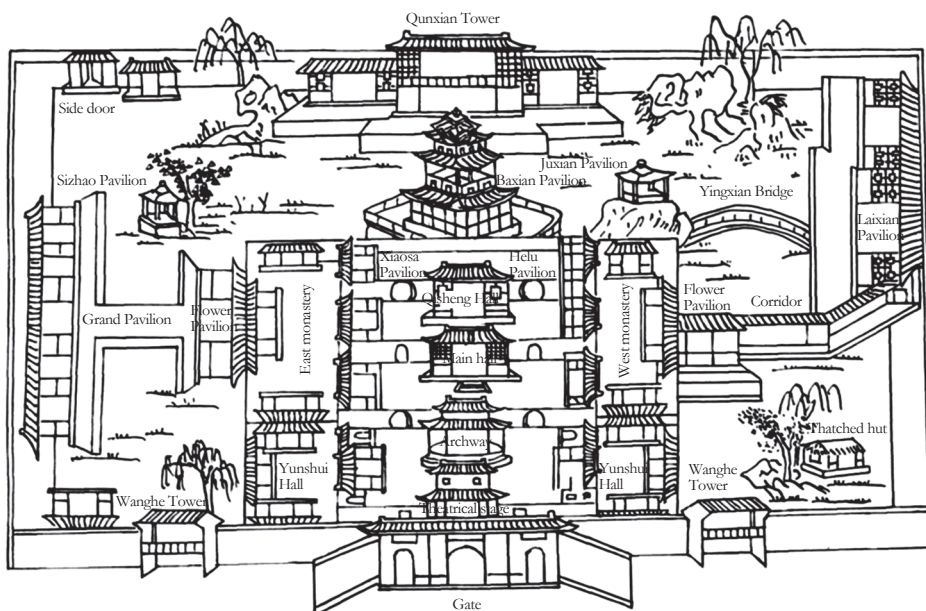 Qunxian Tower
Side door
Juxian Pavilion
Sizhao Pavilion
Baxian Pavilion
Yingxian Bridge
Laixian
Pavilion
Xiaosa
Pavilion
Helu
Pavilion
East monastery
West monastery
Qisheng Hall
Flower
Pavilion
Corridor
Grand Pavilion
Flower
Pavilion
Main hall
Archway
Thatched hut
Yunshui
Hall
Yunshui
Hall
Wanghe
Tower
Wanghe Tower
Theatrical stage
Gate